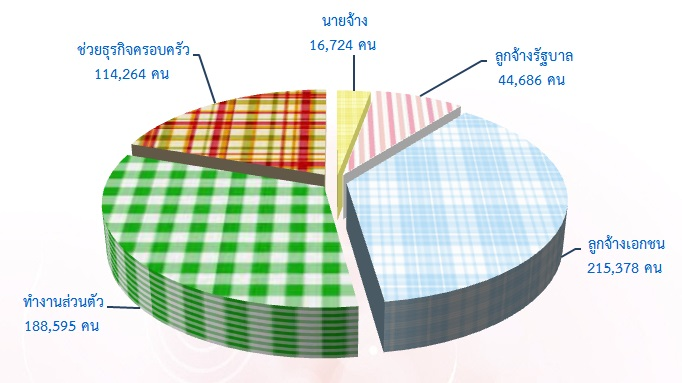 นายจ้าง
16,724 คน
ช่วยธุรกิจครอบครัว
114,264 คน
ลูกจ้างรัฐบาล
44,686 คน
ลูกจ้างเอกชน
215,378 คน
ทำงานส่วนตัว
188,595 คน